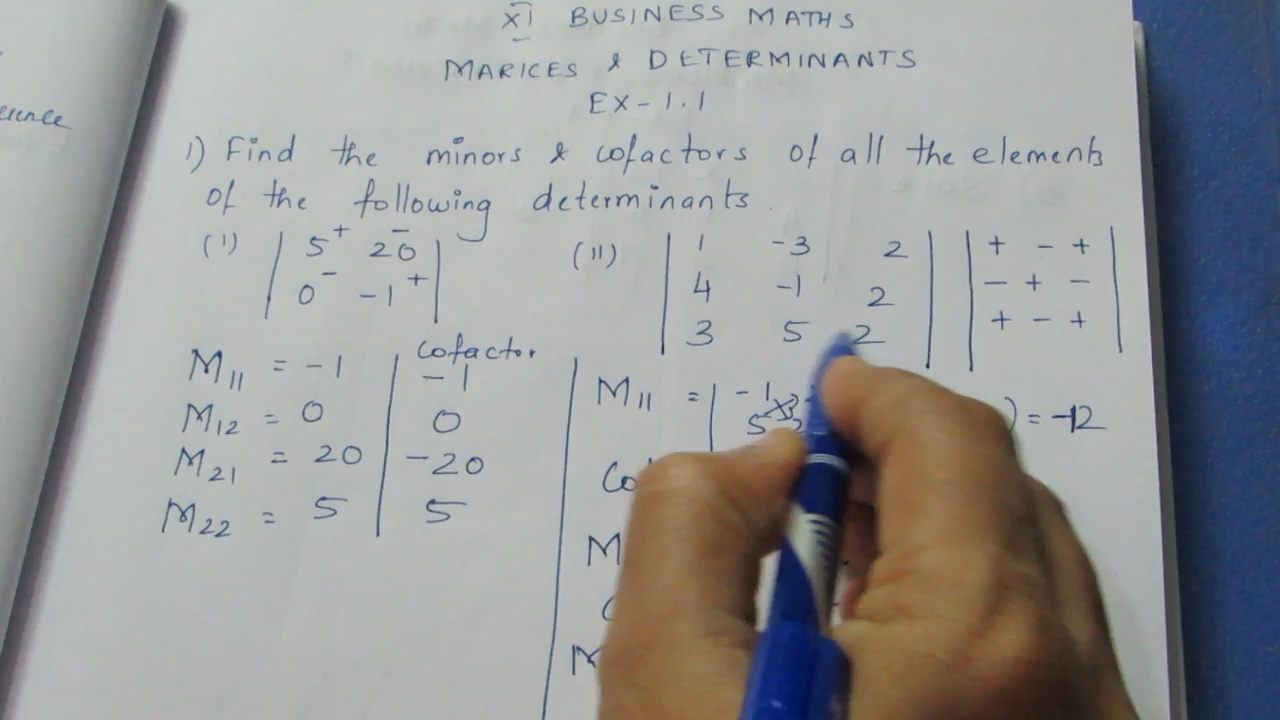 XI BUSINESS MATHS
MARICES & DETERMINANTS
EX-1.1
1) Find the minors & cofactors of all the elements
of the following determinants.
(I) | 5+ 20− |
| 0− −1+ |
(II) | 1 -3 2 | | + - + |
| 4 -1 2 | | - + - |
| 3 5 2 | | + - + |
cofactor
M11 = -1 | -1
M12 = 0 | 0
M21 = 20 | -20
M22 = 5 | 5
M11 = | -1
5
) = -12